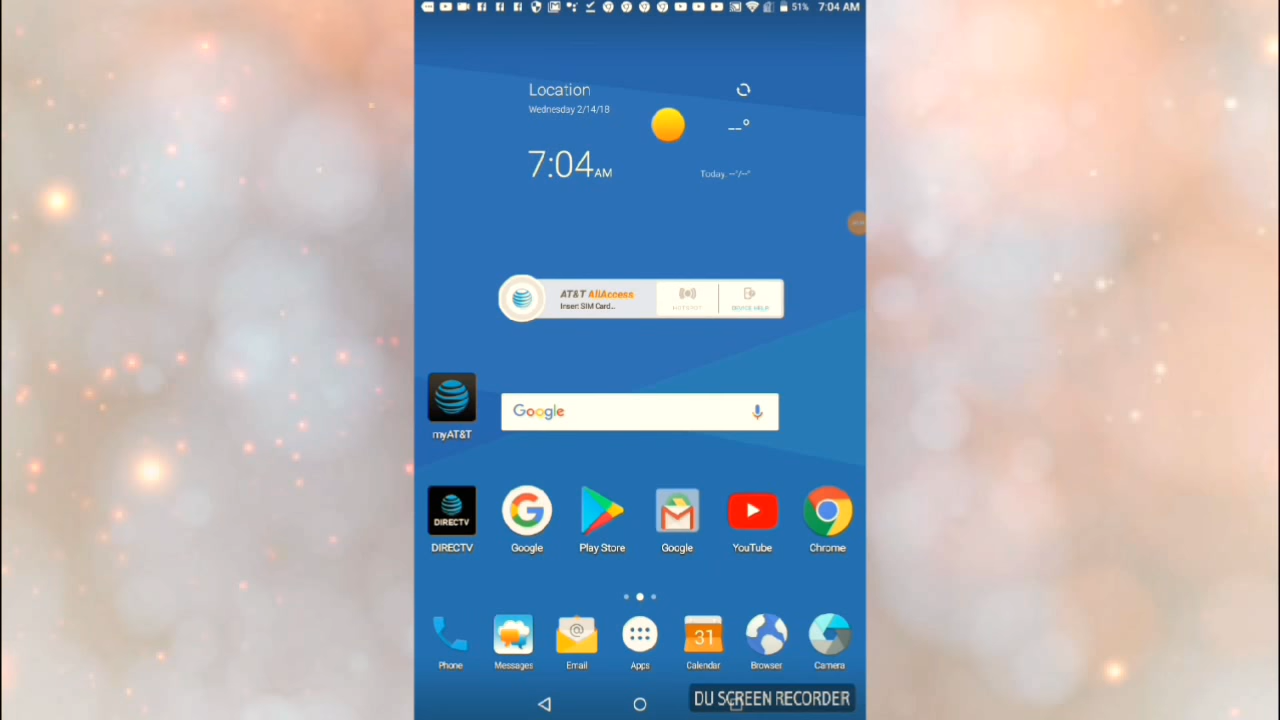 51% 7:04 AM
Location
Wednesday 2/14/18
--°
7:04AM
Today --°/--°
AT&T AllAccess
Insert SIM Card...
HOTSPOT
DEVICE HELP
myAT&T
Google
DIRECTV
DIRECTV
Google
Play Store
Google
YouTube
Chrome
31
Phone
Messages
Email
Apps
Calendar
Browser
Camera
DU SCREEN RECORDER